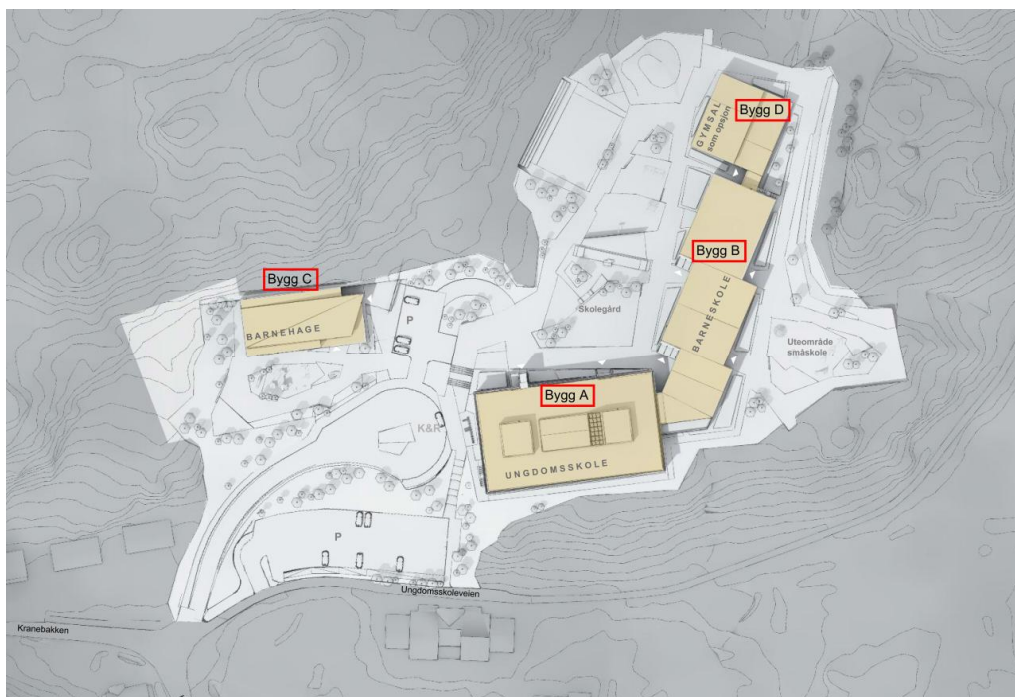 Bygg D
GYMSAL
som opsjon
Bygg B
BARNESKOLE
Bygg C
BARNEHAGE
P
Skolegård
Uteområde
småskole
Bygg A
K&R
UNGDOMSSKOLE
P
Ungdomsskoleveien
Kranebakken